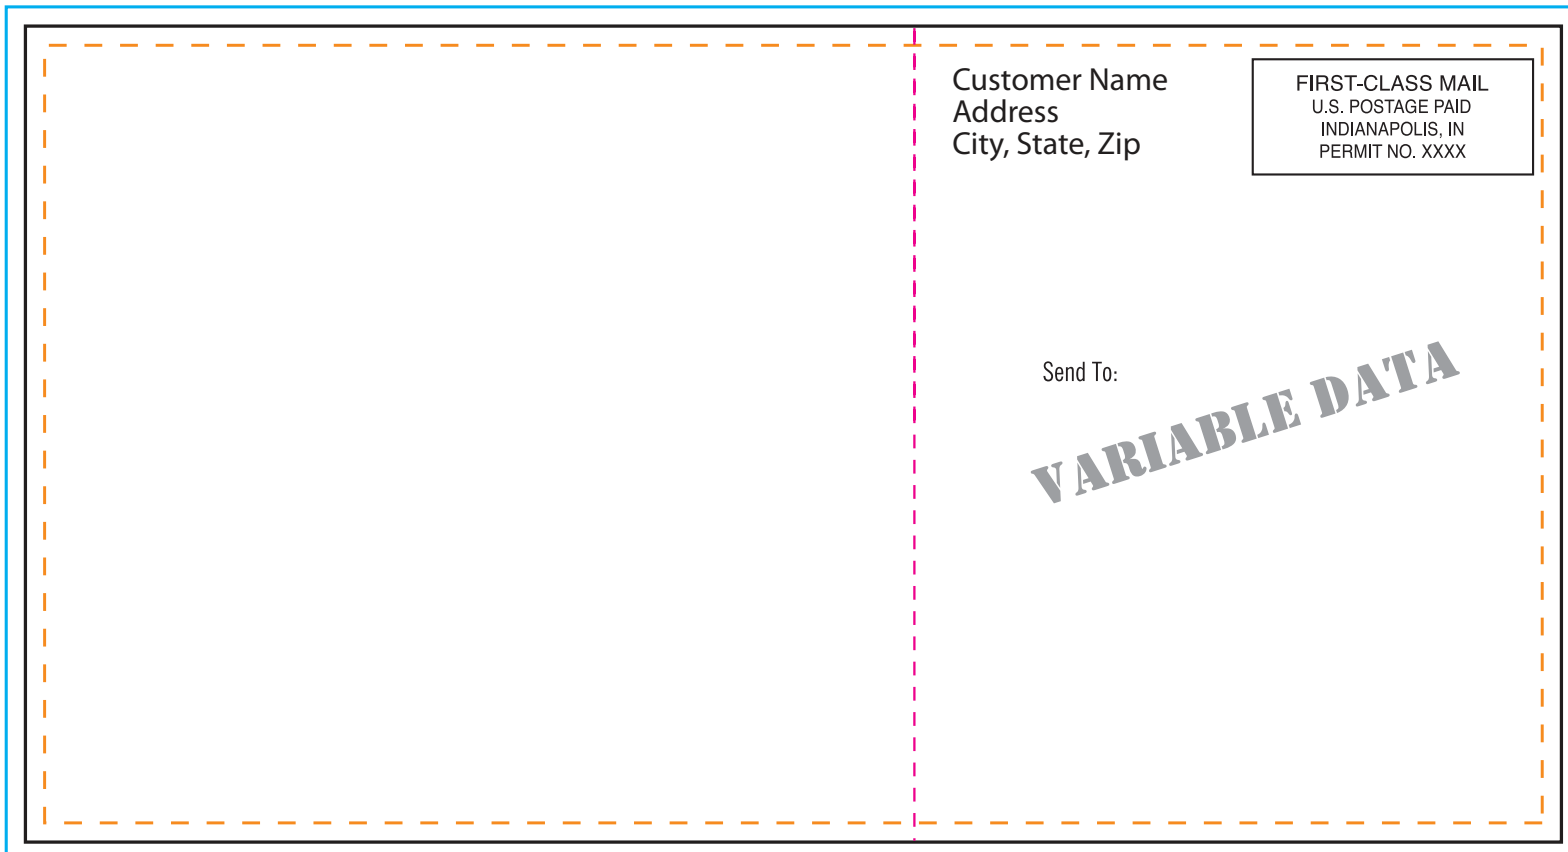 Customer Name
Address
City, State, Zip
FIRST-CLASS MAIL
U.S. POSTAGE PAID
INDIANAPOLIS, IN
PERMIT NO. XXXX
Send To:
VARIABLE DATA